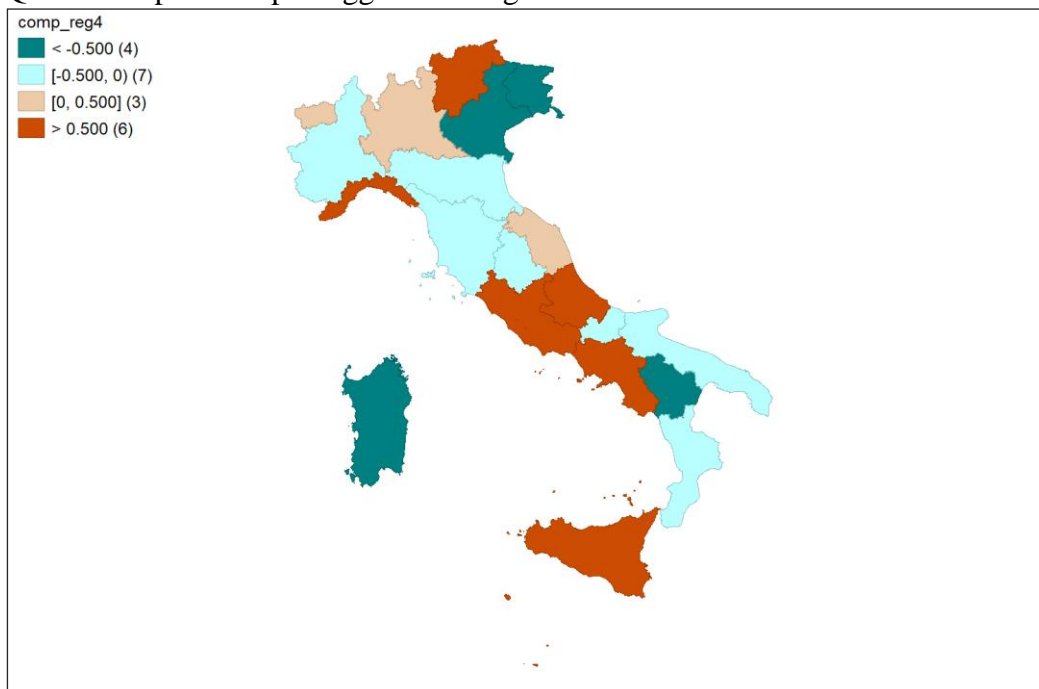 comp_reg4
< -0.500 (4)
[-0.500, 0) (7)
[0, 0.500] (3)
> 0.500 (6)